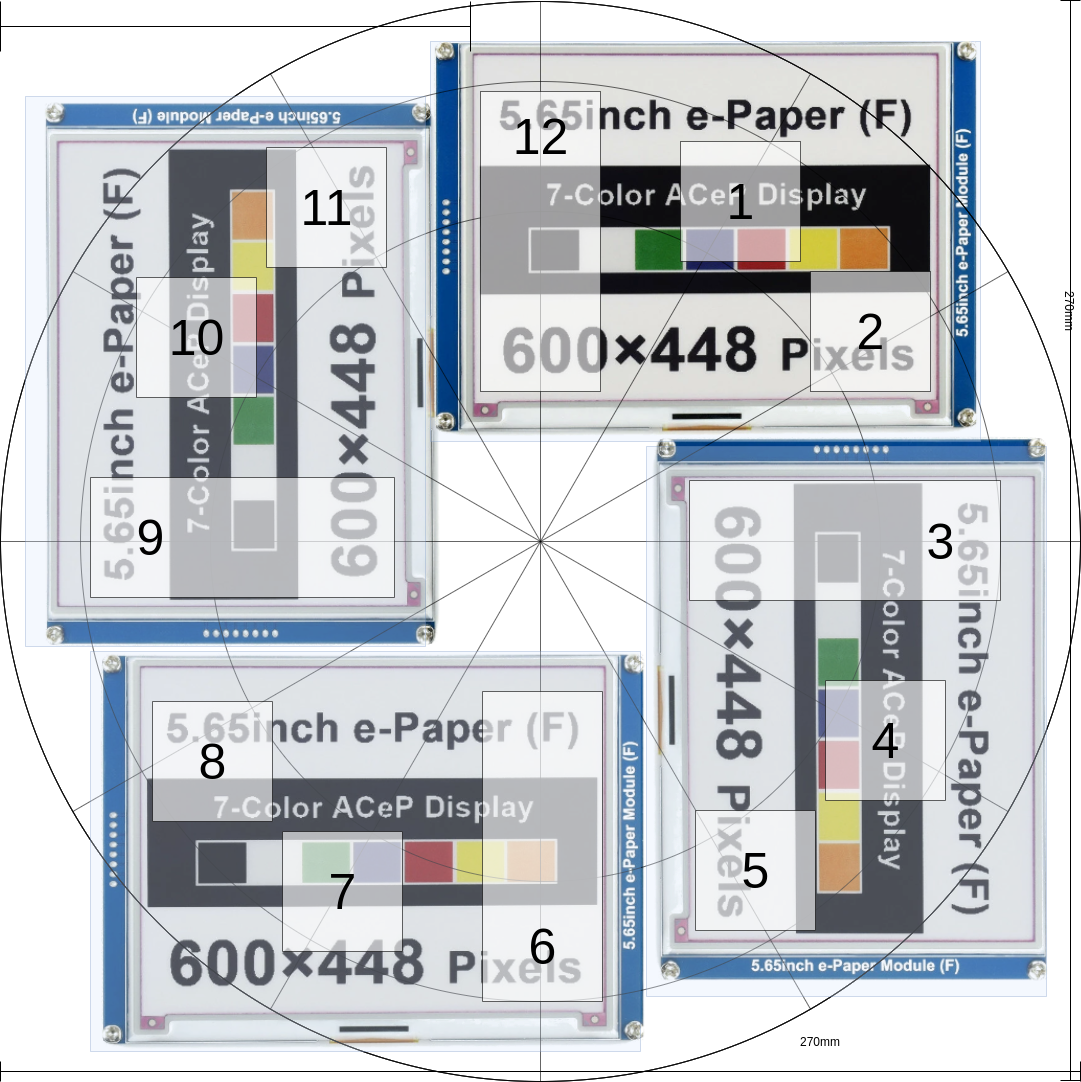 5.65inch e-Paper (F)
7-Color ACeP Display
600×448 Pixels
5.65inch e-Paper Module (F)
12
1
2
5.65inch e-Paper Module (F)
5.65inch e-Paper (F)
7-Color ACeP Display
600×448 Pixels
11
10
9
270mm
5.65inch e-Paper (F)
7-Color ACeP Display
600×448 Pixels
5.65inch e-Paper Module (F)
3
4
5
5.65inch e-Paper (F)
7-Color ACeP Display
600×448 Pixels
5.65inch e-Paper Module (F)
8
7
6
270mm